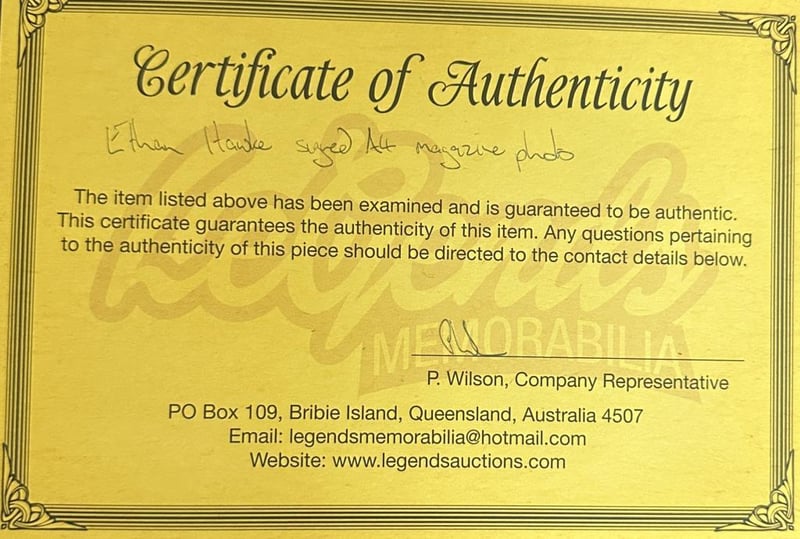 Certificate of Authenticity
Ethan Hawke signed A4 magazine photo
The item listed above has been examined and is guaranteed to be authentic.
This certificate guarantees the authenticity of this item. Any questions pertaining
to the authenticity of this piece should be directed to the contact details below.
Legends
MEMORABILIA
P. Wilson, Company Representative
PO Box 109, Bribie Island, Queensland, Australia 4507
Email: legendsmemorabilia@hotmail.com
Website: www.legendsauctions.com